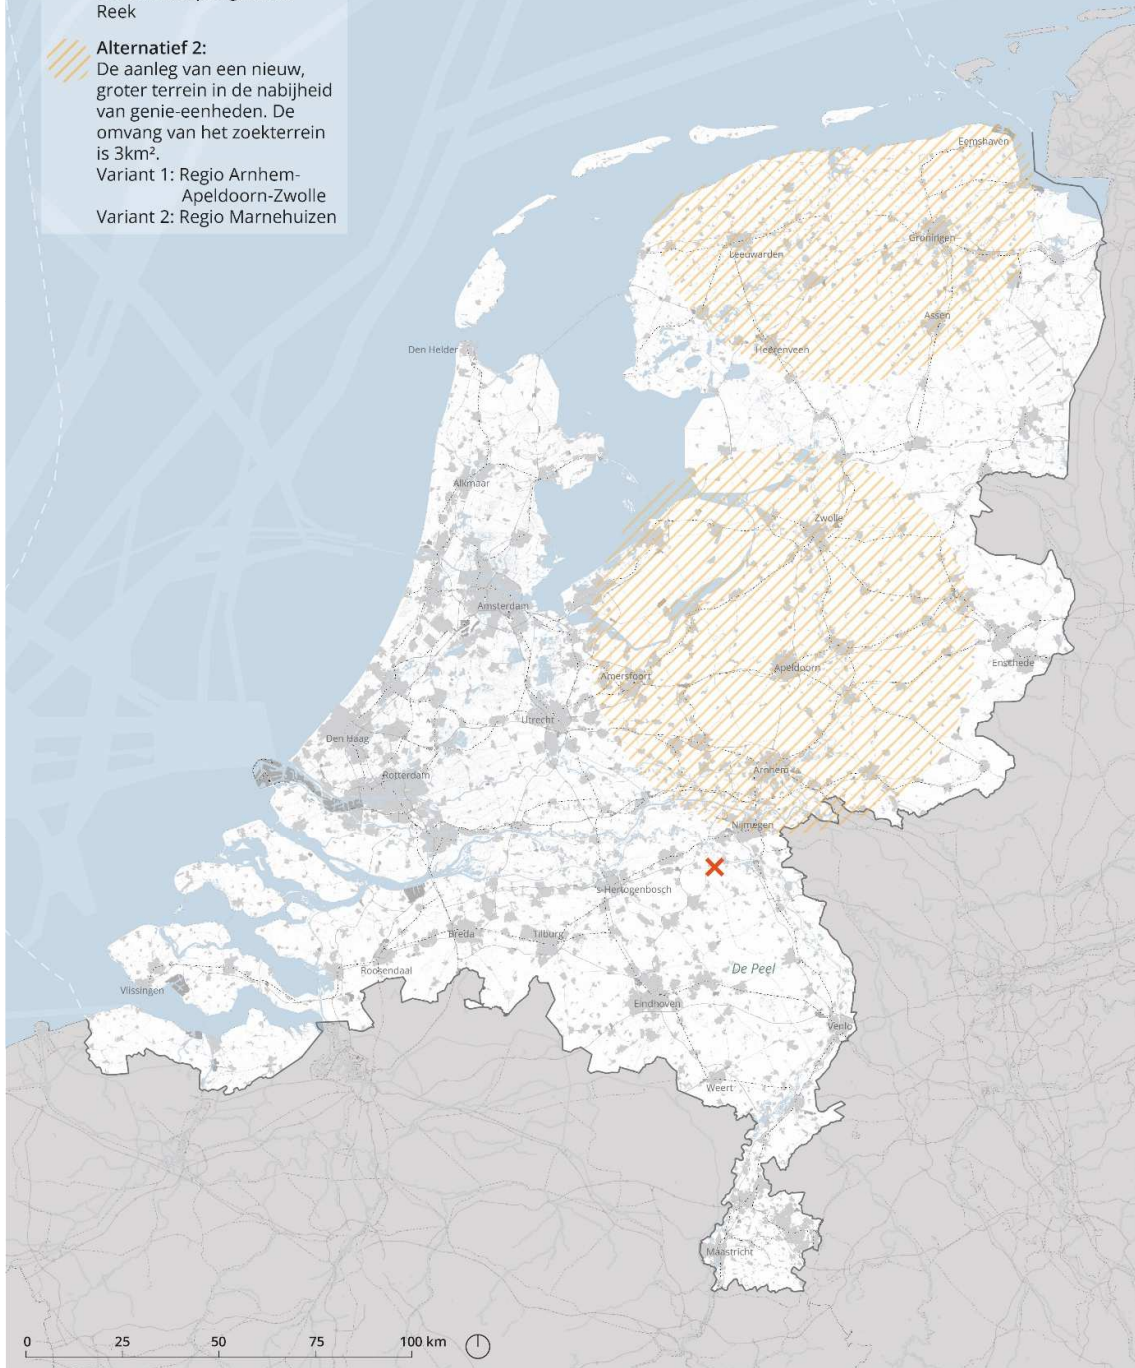 Reek
Alternatief 2:
De aanleg van een nieuw,
groter terrein in de nabijheid
van genie-eenheden. De
omvang van het zoekterrein
is 3km².
Variant 1: Regio Arnhem-
Apeldoorn-Zwolle
Variant 2: Regio Marnehuizen
Eemshaven
Groningen
Leeuwarden
Assen
Den Helder
Heerenveen
Alkmaar
Zwolle
Amsterdam
Enschede
Apeldoorn
Amersfoort
Utrecht
Den Haag
Arnhem
Rotterdam
Nijmegen
's-Hertogenbosch
Breda
Tilburg
De Peel
Roosendaal
Vlissingen
Eindhoven
Venlo
Weert
Maastricht
0 25 50 75 100 km